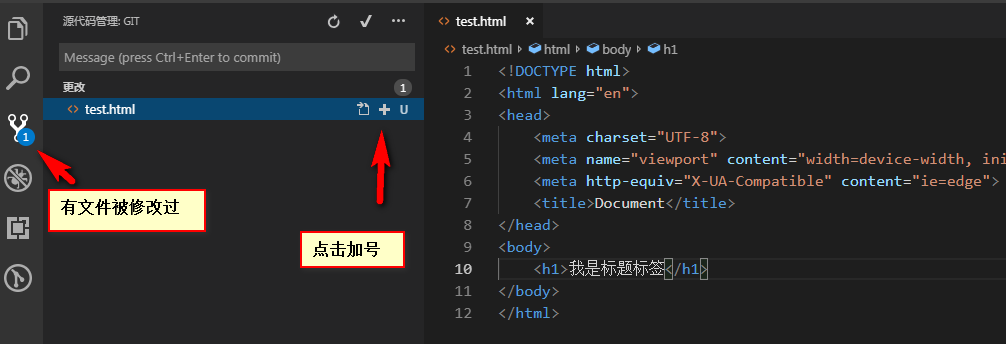 源代码管理: GIT
Message (press Ctrl+Enter to commit)
更改 1
<> test.html U
1
有文件被修改过
点击加号
<> test.html ×
<> test.html › html › body › h1
1 <!DOCTYPE html>
2 <html lang="en">
3 <head>
4 <meta charset="UTF-8">
5 <meta name="viewport" content="width=device-width, ini
6 <meta http-equiv="X-UA-Compatible" content="ie=edge">
7 <title>Document</title>
8 </head>
9 <body>
10 <h1>我是标题标签</h1>
11 </body>
12 </html>